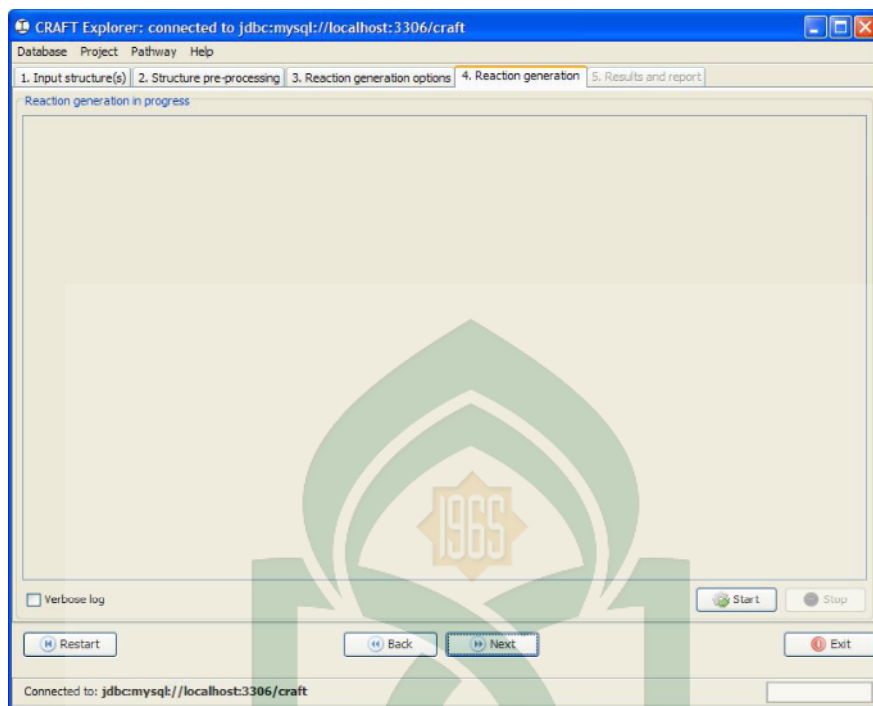 CRAFT Explorer: connected to jdbc:mysql://localhost:3306/craft
Database Project Pathway Help
1. Input structure(s) 2. Structure pre-processing 3. Reaction generation options 4. Reaction generation 5. Results and report
Reaction generation in progress
1965
Verbose log Start Stop
Restart Back Next Exit
Connected to: jdbc:mysql://localhost:3306/craft